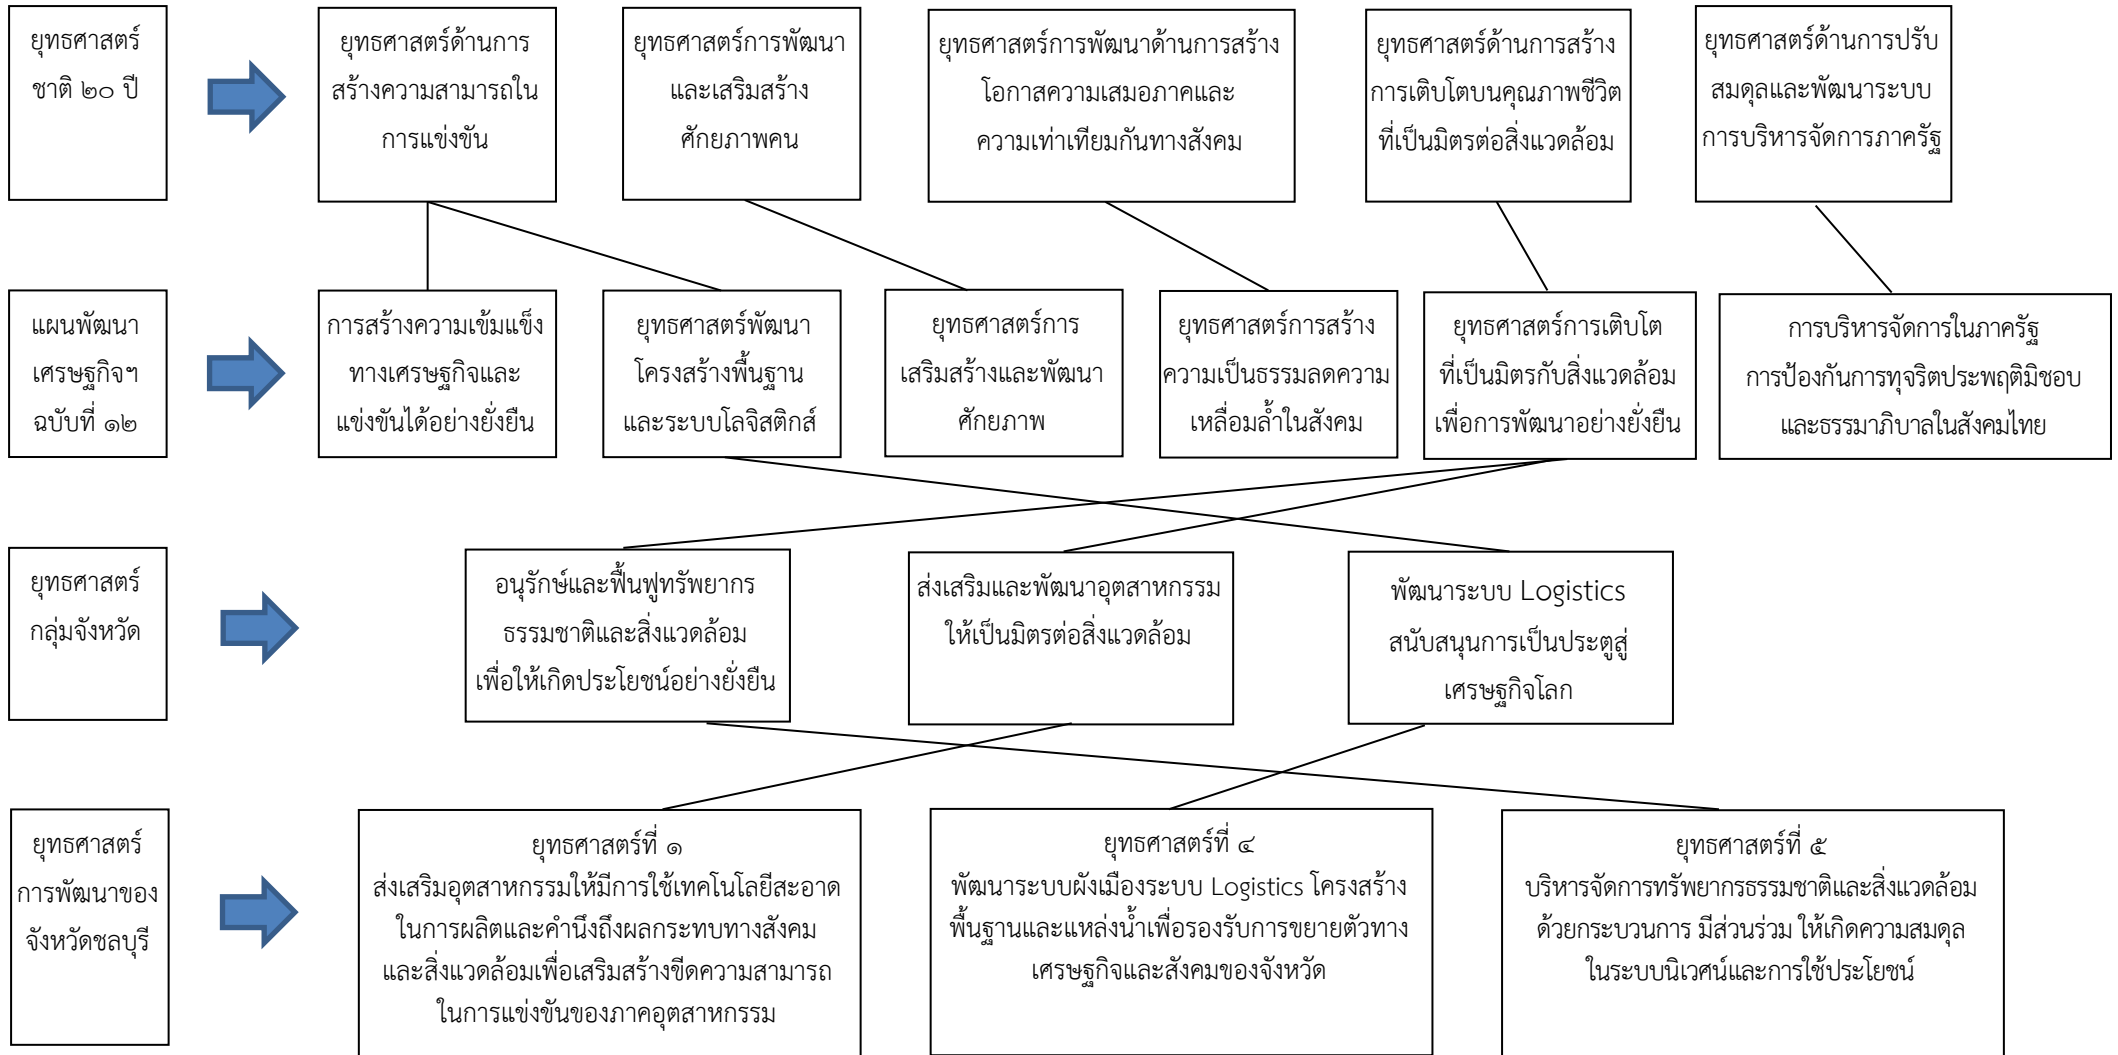 ยุทธศาสตร์
ชาติ ๒๐ ปี
ยุทธศาสตร์ด้านการ
สร้างความสามารถใน
การแข่งขัน
ยุทธศาสตร์การพัฒนา
และเสริมสร้าง
ศักยภาพคน
ยุทธศาสตร์การพัฒนาด้านการสร้าง
โอกาสความเสมอภาคและ
ความเท่าเทียมกันทางสังคม
ยุทธศาสตร์ด้านการสร้าง
การเติบโตบนคุณภาพชีวิต
ที่เป็นมิตรต่อสิ่งแวดล้อม
ยุทธศาสตร์ด้านการปรับ
สมดุลและพัฒนาระบบ
การบริหารจัดการภาครัฐ
แผนพัฒนา
เศรษฐกิจฯ
ฉบับที่ ๑๒
การสร้างความเข้มแข็ง
ทางเศรษฐกิจและ
แข่งขันได้อย่างยั่งยืน
ยุทธศาสตร์พัฒนา
โครงสร้างพื้นฐาน
และระบบโลจิสติกส์
ยุทธศาสตร์การ
เสริมสร้างและพัฒนา
ศักยภาพ
ยุทธศาสตร์การสร้าง
ความเป็นธรรมลดความ
เหลื่อมล้ำในสังคม
ยุทธศาสตร์การเติบโต
ที่เป็นมิตรกับสิ่งแวดล้อม
เพื่อการพัฒนาอย่างยั่งยืน
การบริหารจัดการในภาครัฐ
การป้องกันการทุจริตประพฤติมิชอบ
และธรรมาภิบาลในสังคมไทย
ยุทธศาสตร์
กลุ่มจังหวัด
อนุรักษ์และฟื้นฟูทรัพยากร
ธรรมชาติและสิ่งแวดล้อม
เพื่อให้เกิดประโยชน์อย่างยั่งยืน
ส่งเสริมและพัฒนาอุตสาหกรรม
ให้เป็นมิตรต่อสิ่งแวดล้อม
พัฒนาระบบ Logistics
สนับสนุนการเป็นประตูสู่
เศรษฐกิจโลก
ยุทธศาสตร์
การพัฒนาของ
จังหวัดชลบุรี
ยุทธศาสตร์ที่ ๑
ส่งเสริมอุตสาหกรรมให้มีการใช้เทคโนโลยีสะอาด
ในการผลิตและคำนึงถึงผลกระทบทางสังคม
และสิ่งแวดล้อมเพื่อเสริมสร้างขีดความสามารถ
ในการแข่งขันของภาคอุตสาหกรรม
ยุทธศาสตร์ที่ ๔
พัฒนาระบบผังเมืองระบบ Logistics โครงสร้าง
พื้นฐานและแหล่งน้ำเพื่อรองรับการขยายตัวทาง
เศรษฐกิจและสังคมของจังหวัด
ยุทธศาสตร์ที่ ๕
บริหารจัดการทรัพยากรธรรมชาติและสิ่งแวดล้อม
ด้วยกระบวนการ มีส่วนร่วม ให้เกิดความสมดุล
ในระบบนิเวศน์และการใช้ประโยชน์